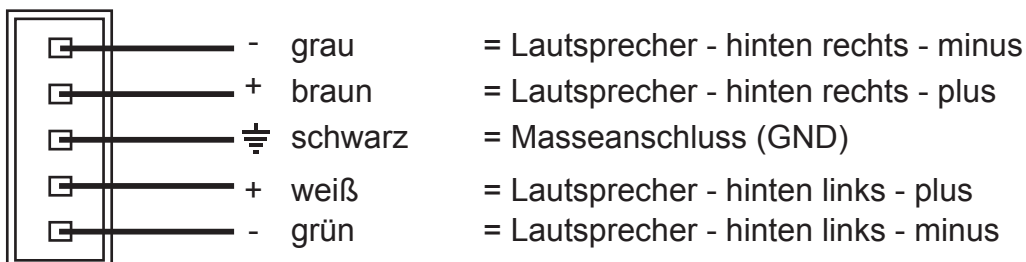 - grau = Lautsprecher - hinten rechts - minus
+ braun = Lautsprecher - hinten rechts - plus
schwarz = Masseanschluss (GND)
+ weiß = Lautsprecher - hinten links - plus
- grün = Lautsprecher - hinten links - minus